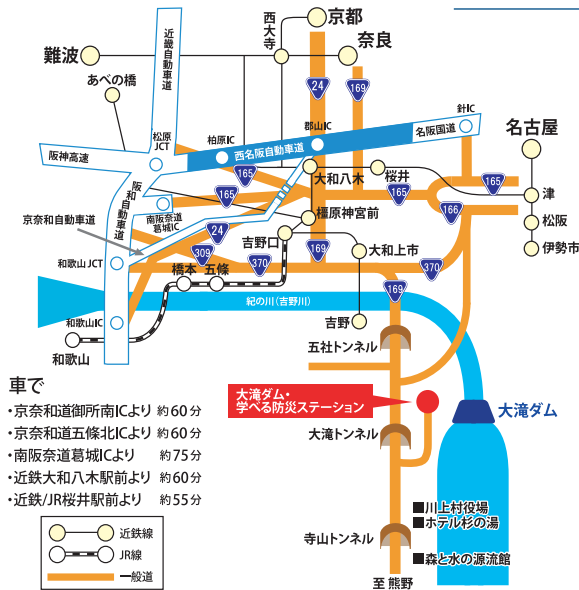 京都
西大寺
奈良
難波
近畿自動車道
あべの橋
24
169
針IC
松原
JCT
柏原IC
郡山IC
名阪国道
名古屋
西名阪自動車道
阪神高速
165
大和八木
桜井
阪和自動車道
165
165
165
津
南阪奈道
葛城IC
橿原神宮前
166
松阪
京奈和自動車道
24
吉野口
伊勢市
309
169
大和上市
和歌山JCT
370
370
橋本
五條
169
紀の川(吉野川)
和歌山IC
吉野
和歌山
五社トンネル
車で
・京奈和道御所南ICより 約60分
・京奈和道五條北ICより 約60分
・南阪奈道葛城ICより 約75分
・近鉄大和八木駅前より 約60分
・近鉄/JR桜井駅前より 約55分
大滝ダム・
学べる防災ステーション
大滝ダム
大滝トンネル
■川上村役場
■ホテル杉の湯
寺山トンネル
■森と水の源流館
至 熊野
近鉄線
JR線
一般道